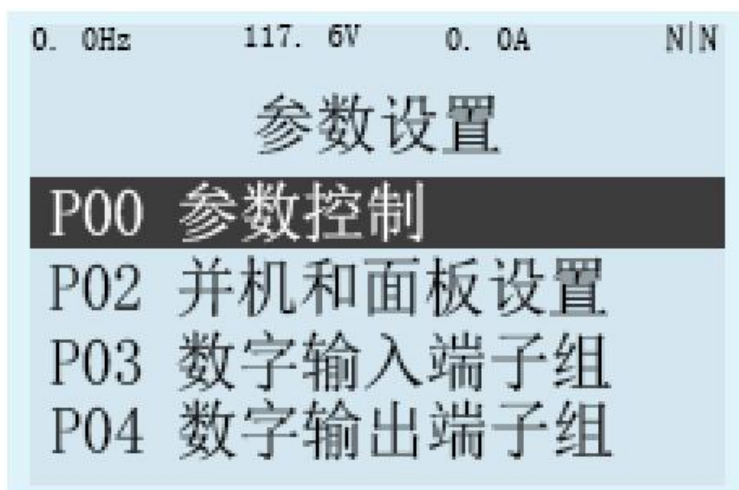 0. 0Hz 117. 6V 0. 0A N|N
参数设置
P00 参数控制
P02 并机和面板设置
P03 数字输入端子组
P04 数字输出端子组